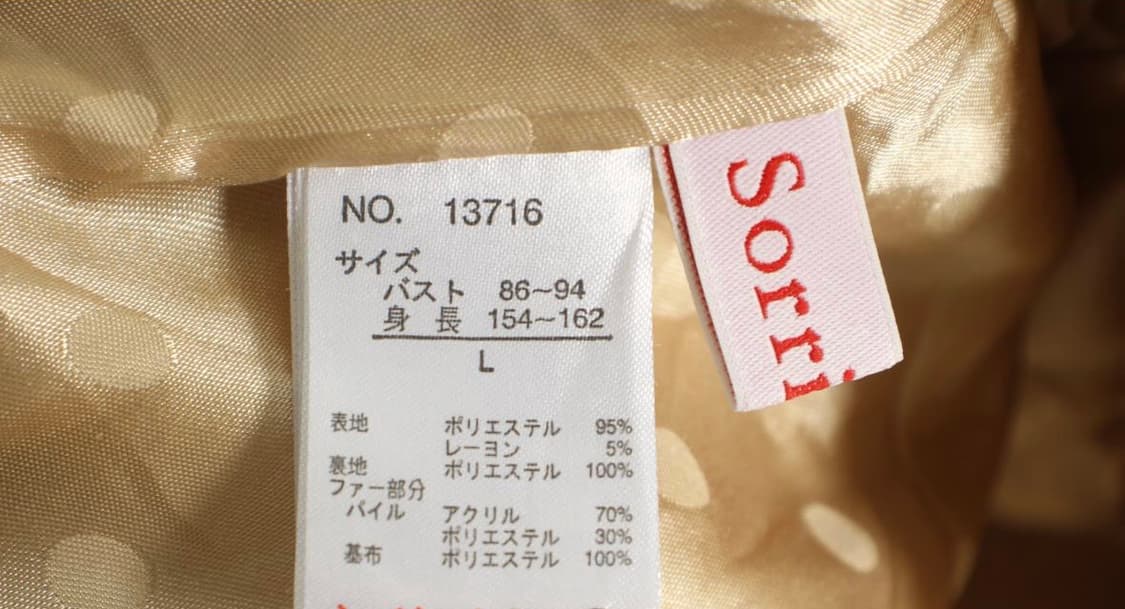 NO. 13716
サイズ
バスト 86~94
身 長 154~162
L
表地 ポリエステル 95%
レーヨン 5%
裏地 ポリエステル 100%
ファー部分
パイル アクリル 70%
ポリエステル 30%
基布 ポリエステル 100%
Sorri